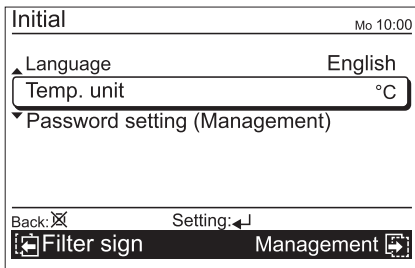 Initial Mo 10:00
Language English
Temp. unit °C
Password setting (Management)
Back: Setting:
Filter sign Management